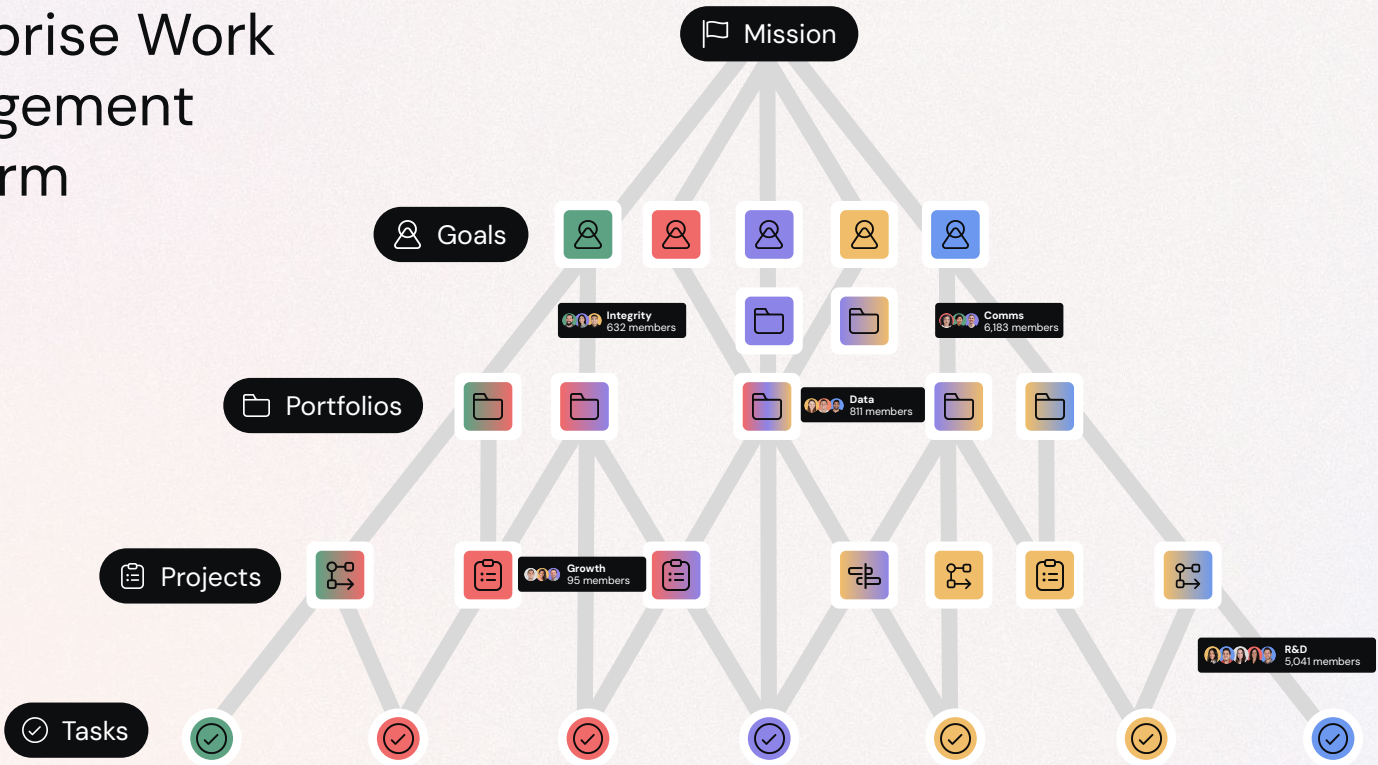 prise Work
gement
rm
Mission
Goals
Integrity
632 members
Comms
6,183 members
Portfolios
Data
811 members
Projects
Growth
95 members
R&D
5,041 members
Tasks